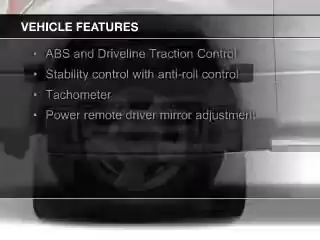 VEHICLE FEATURES
• ABS and Driveline Traction Control
• Stability control with anti-roll control
• Tachometer
• Power remote driver mirror adjustment